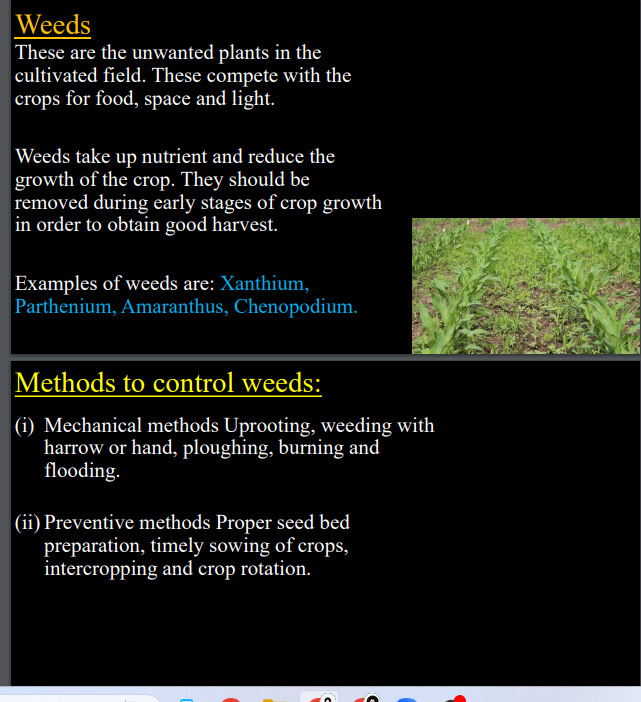 Weeds
These are the unwanted plants in the
cultivated field. These compete with the
crops for food, space and light.
Weeds take up nutrient and reduce the
growth of the crop. They should be
removed during early stages of crop growth
in order to obtain good harvest.
Examples of weeds are: Xanthium,
Parthenium, Amaranthus, Chenopodium.
Methods to control weeds:
(i) Mechanical methods Uprooting, weeding with
harrow or hand, ploughing, burning and
flooding.
(ii) Preventive methods Proper seed bed
preparation, timely sowing of crops,
intercropping and crop rotation.